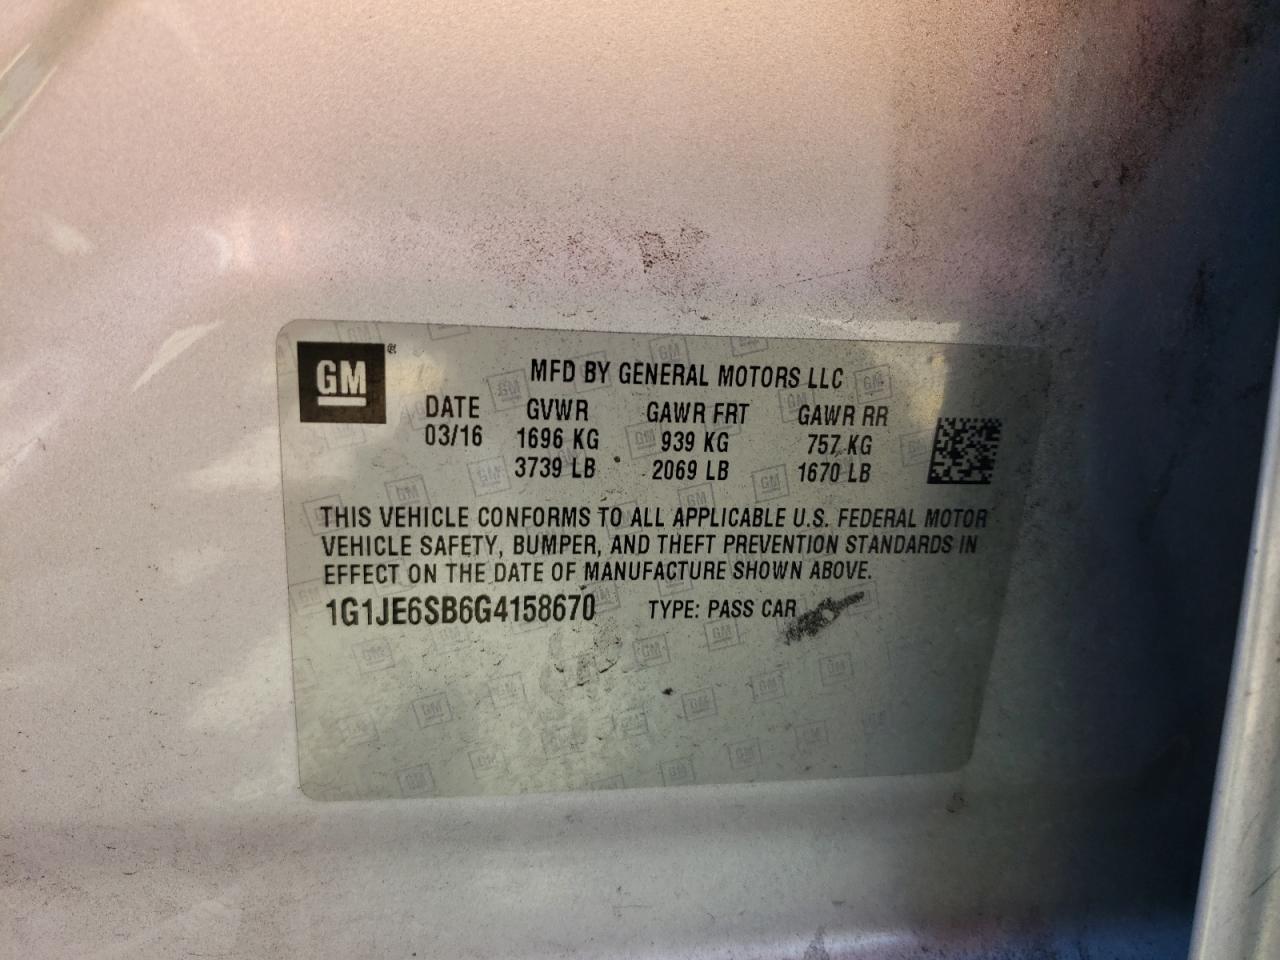 GM
MFD BY GENERAL MOTORS LLC
DATE GVWR GAWR FRT GAWR RR
03/16 1696 KG 939 KG 757 KG
3739 LB 2069 LB 1670 LB
THIS VEHICLE CONFORMS TO ALL APPLICABLE U.S. FEDERAL MOTOR
VEHICLE SAFETY, BUMPER, AND THEFT PREVENTION STANDARDS IN
EFFECT ON THE DATE OF MANUFACTURE SHOWN ABOVE.
1G1JE6SB6G4158670 TYPE: PASS CAR